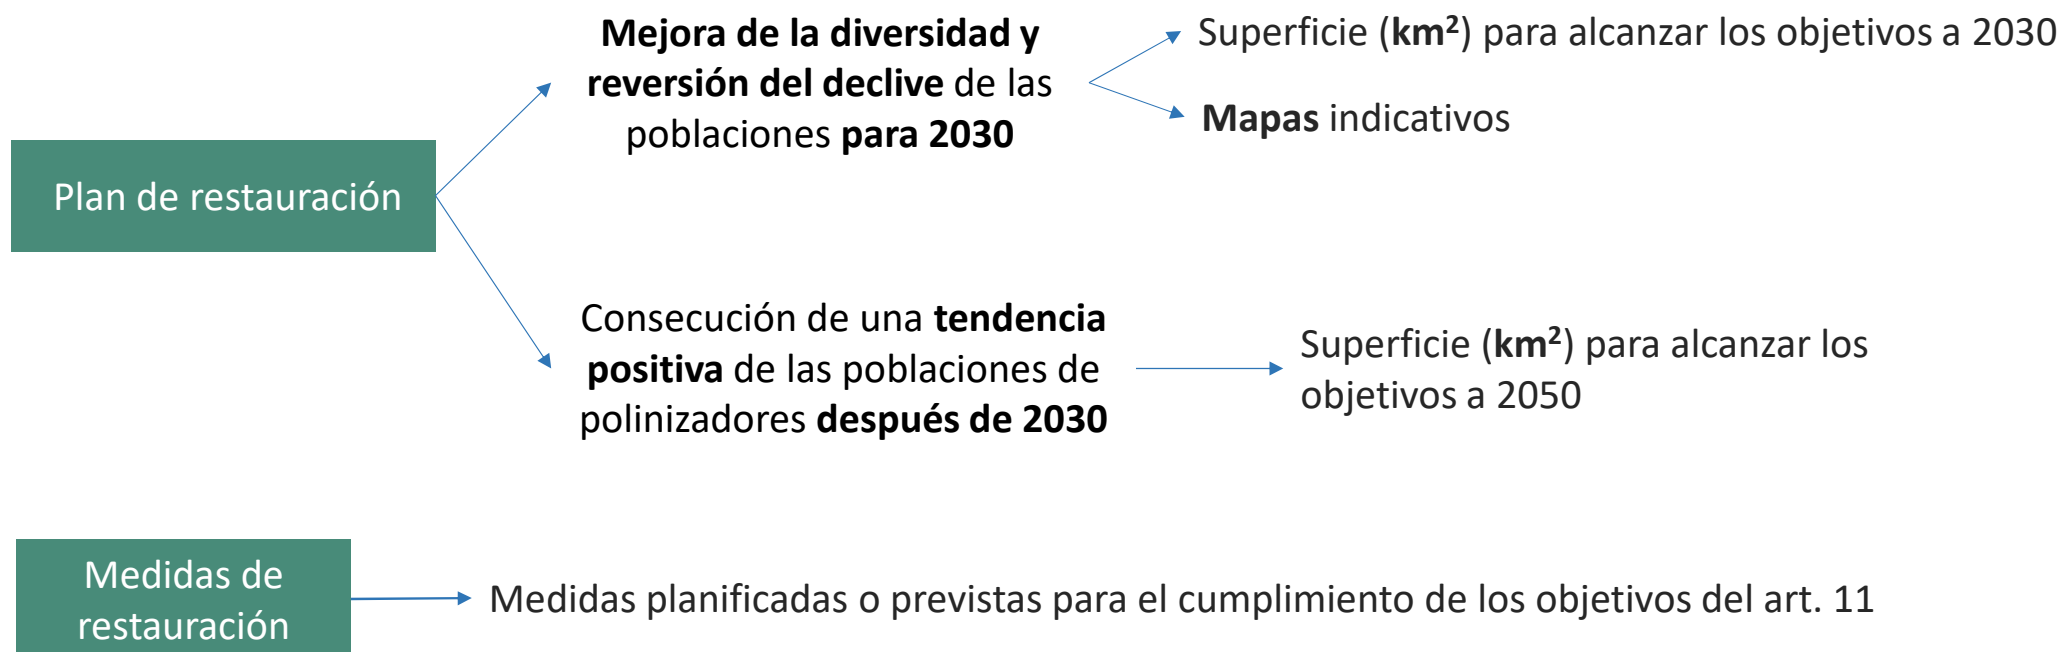 Mejora de la diversidad y
reversión del declive de las
poblaciones para 2030
Superficie (km²) para alcanzar los objetivos a 2030
Mapas indicativos
Plan de restauración
Consecución de una tendencia
positiva de las poblaciones de
polinizadores después de 2030
Superficie (km²) para alcanzar los
objetivos a 2050
Medidas de
restauración
Medidas planificadas o previstas para el cumplimiento de los objetivos del art. 11